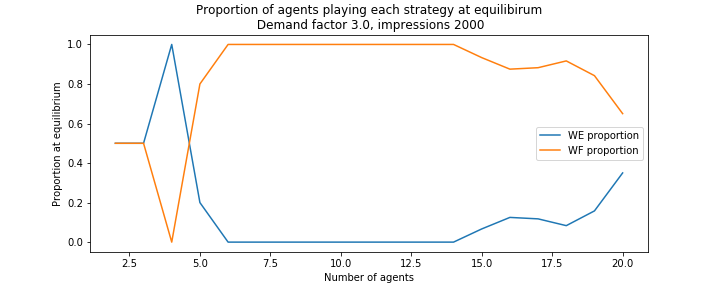 Proportion of agents playing each strategy at equilibirum
Demand factor 3.0, impressions 2000
Proportion at equilibrium
1.0
0.8
0.6
0.4
0.2
0.0
WE proportion
WF proportion
2.5 5.0 7.5 10.0 12.5 15.0 17.5 20.0
Number of agents